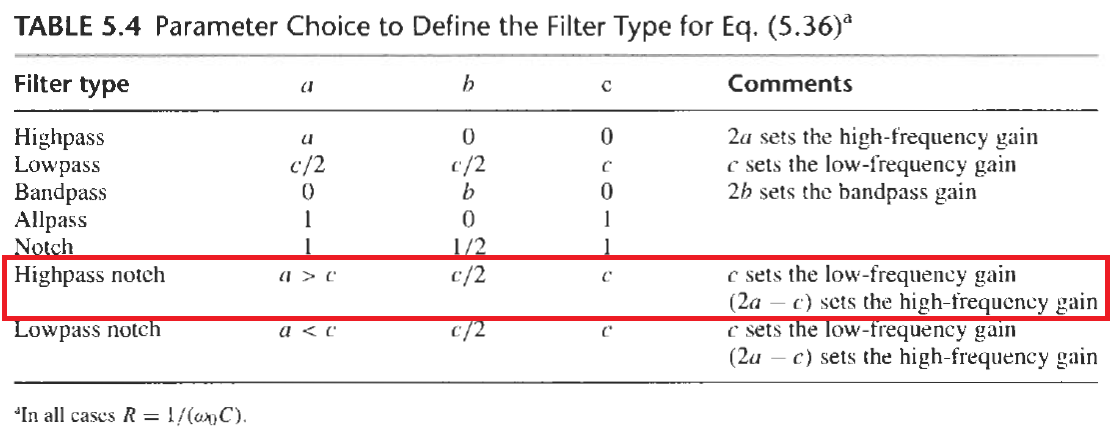 TABLE 5.4 Parameter Choice to Define the Filter Type for Eq. (5.36)ᵃ
Filter type a b c Comments
Highpass a 0 0 2a sets the high-frequency gain
Lowpass c/2 c/2 c c sets the low-frequency gain
Bandpass 0 b 0 2b sets the bandpass gain
Allpass 1 0 1
Notch 1 1/2 1
Highpass notch a > c c/2 c c sets the low-frequency gain
(2a − c) sets the high-frequency gain
Lowpass notch a < c c/2 c c sets the low-frequency gain
(2a − c) sets the high-frequency gain
ᵃIn all cases R = 1/(ω₀C).